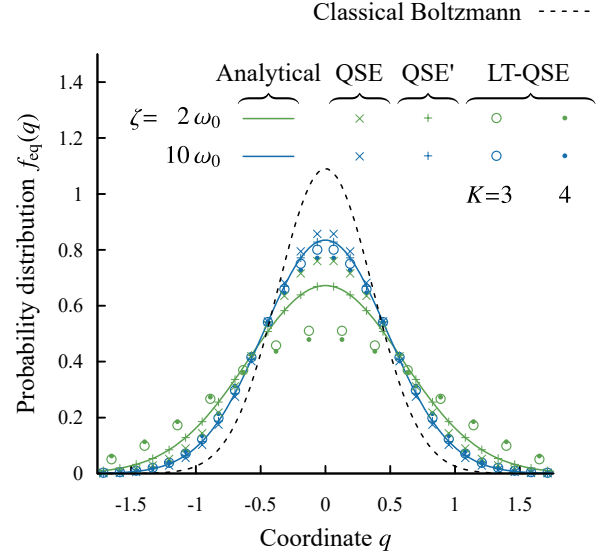 Classical Boltzmann
Analytical QSE QSE' LT-QSE
ζ= 2 ω0
10 ω0
K=3 4
Probability distribution feq(q)
1.4
1.2
1
0.8
0.6
0.4
0.2
0
-1.5 -1 -0.5 0 0.5 1 1.5
Coordinate q